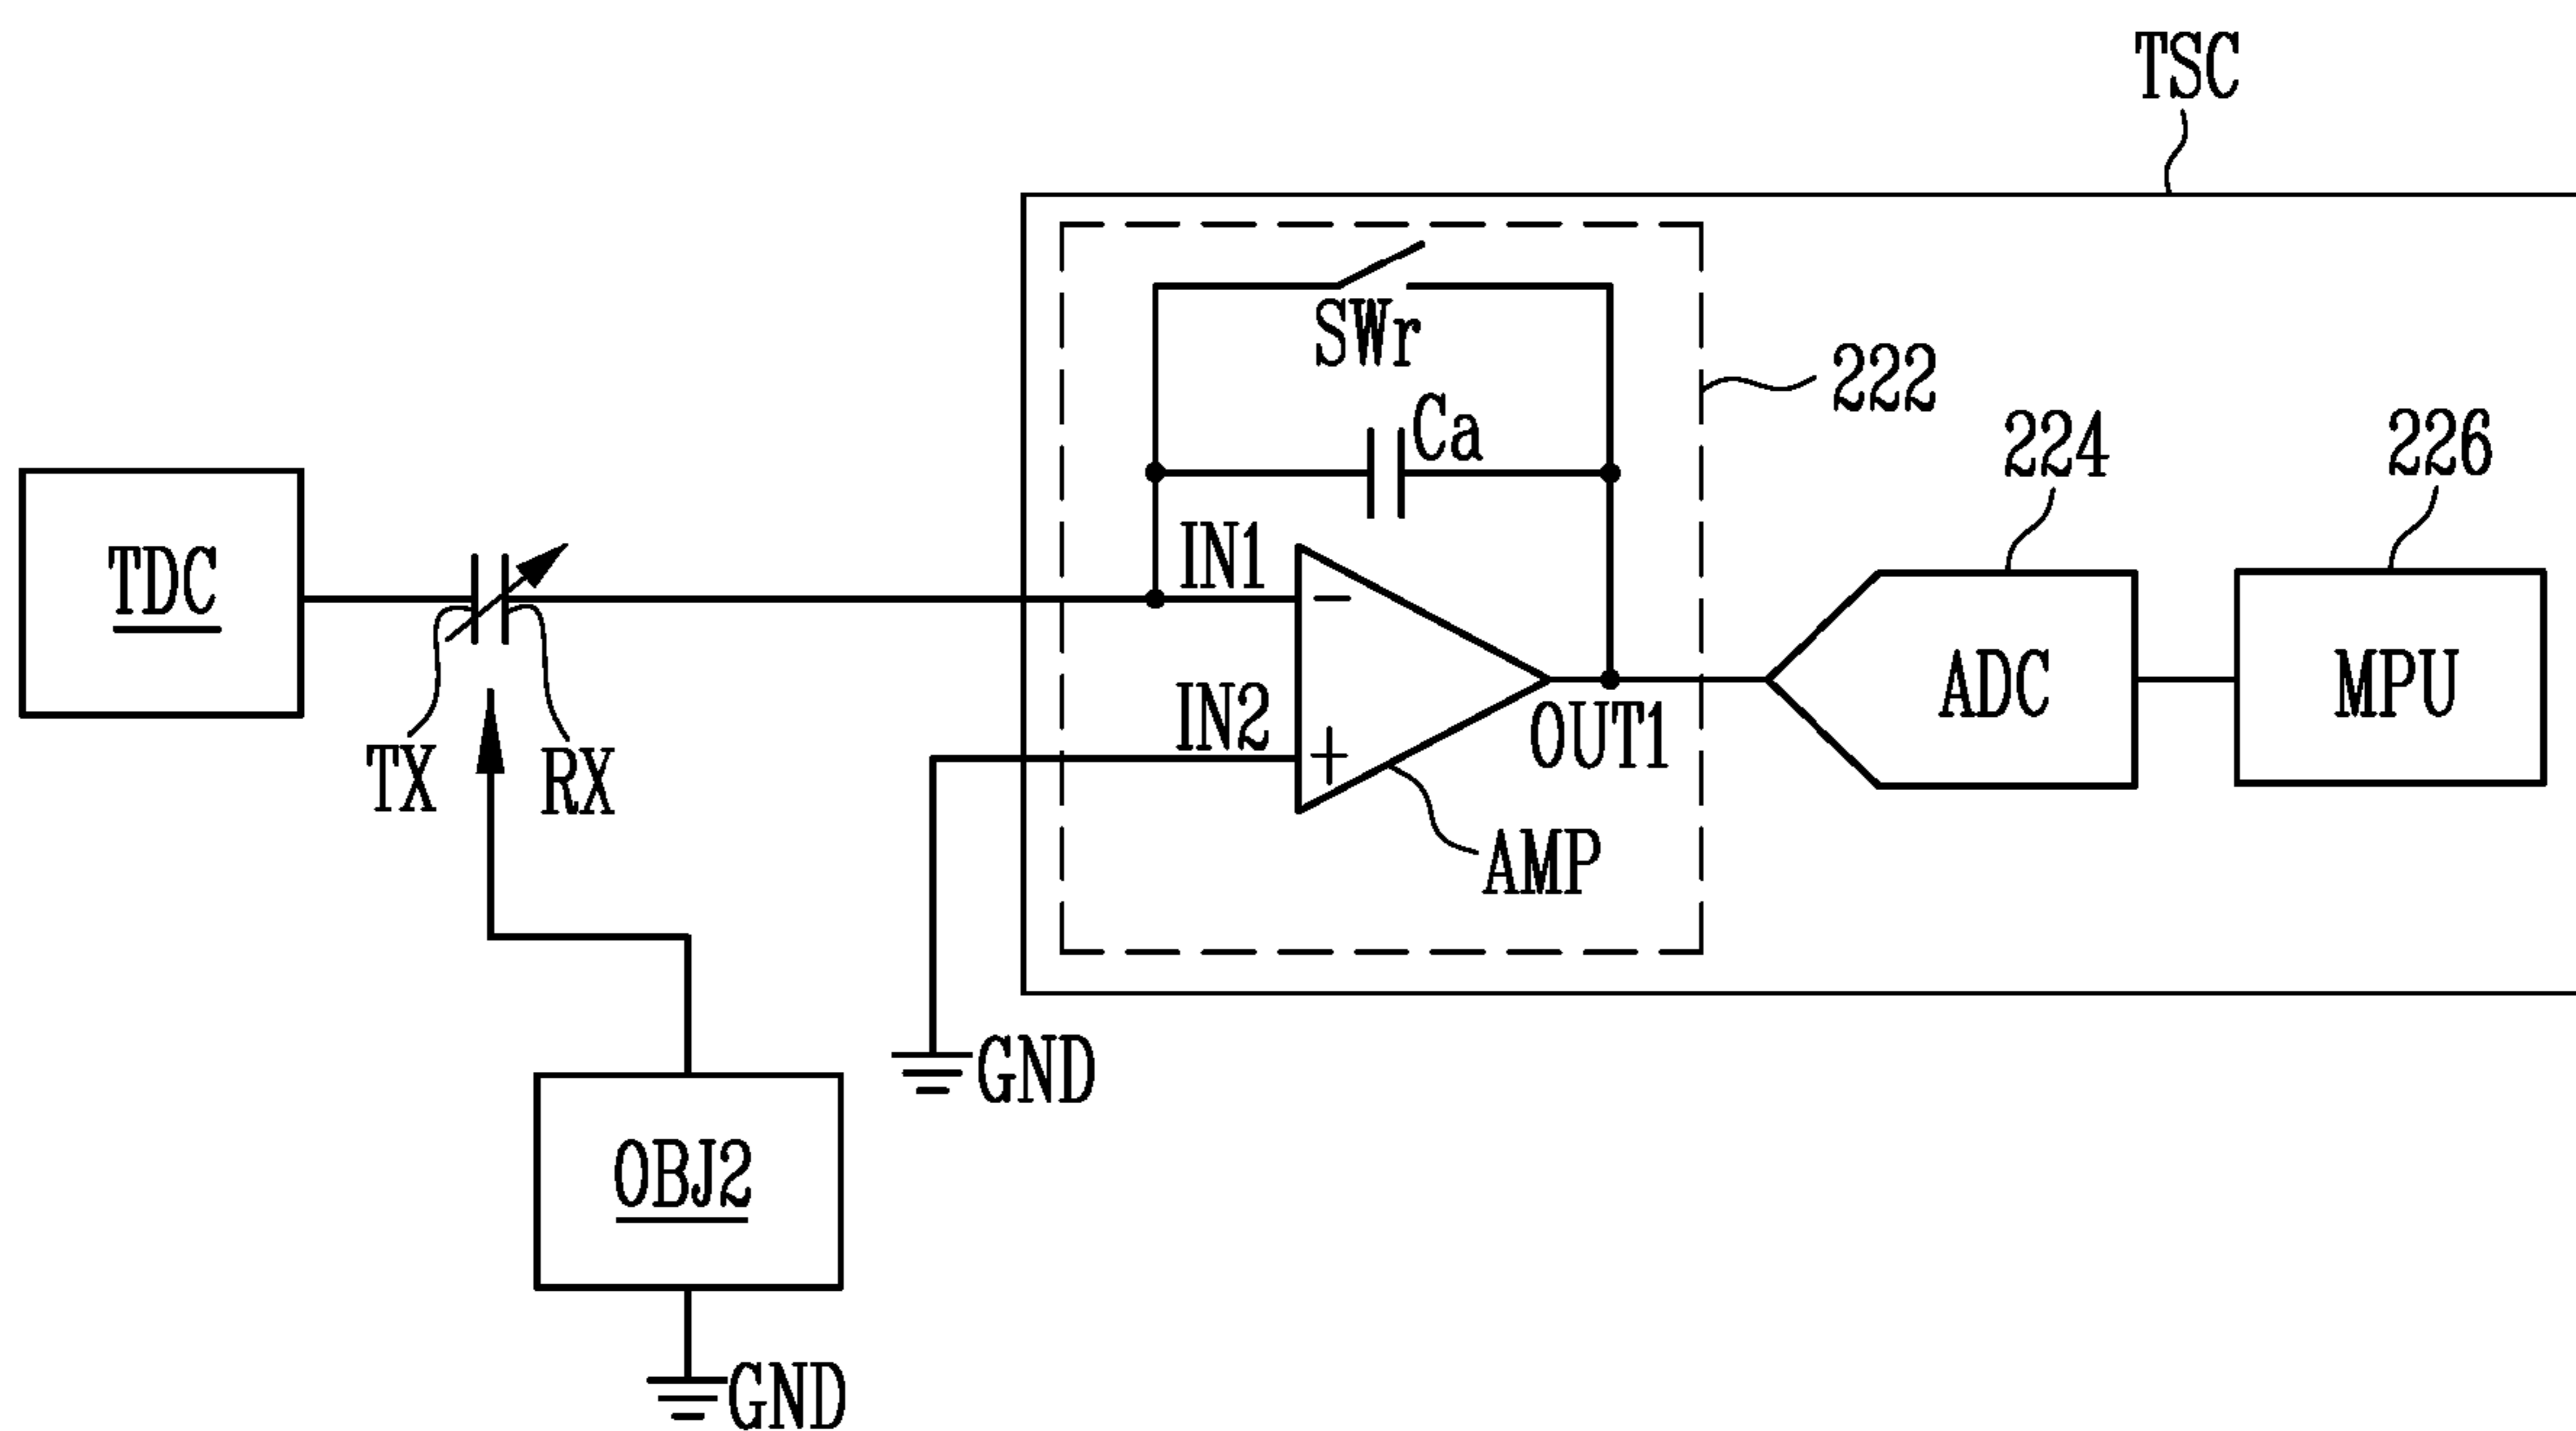 TSC
SWr
222
Ca
224
226
IN1
TDC
ADC
MPU
IN2
OUT1
TX
RX
AMP
GND
OBJ2
GND